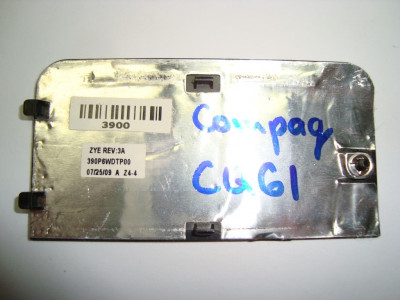 3900
ZYE REV:3A
390P6WDTP00
07/25/09 A Z4-4
Compaq
CQ61